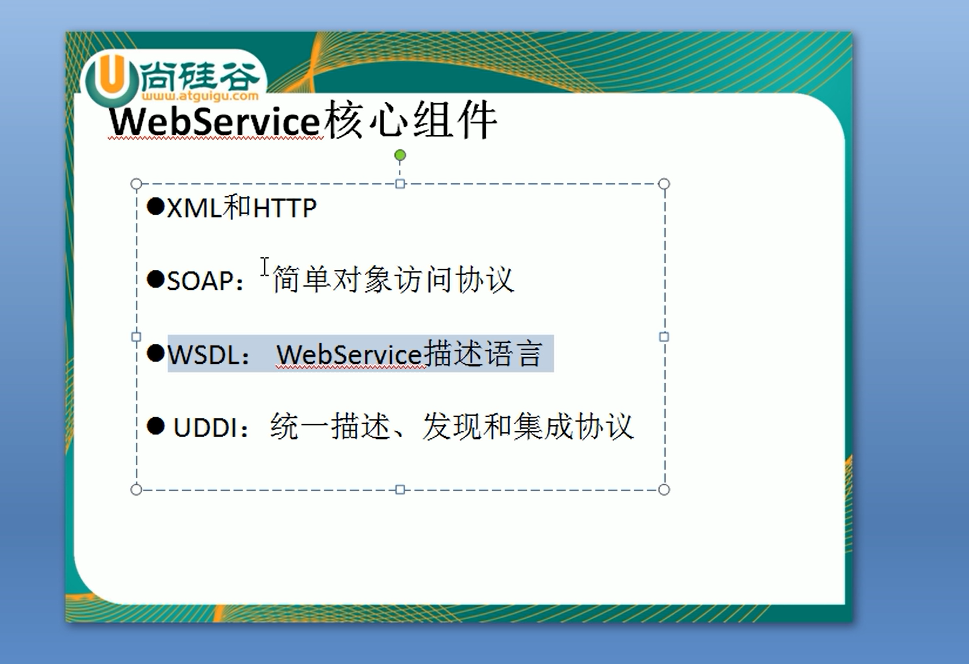 尚硅谷
www.atguigu.com
WebService核心组件
●XML和HTTP
●SOAP： 简单对象访问协议
●WSDL： WebService描述语言
● UDDI： 统一描述、发现和集成协议